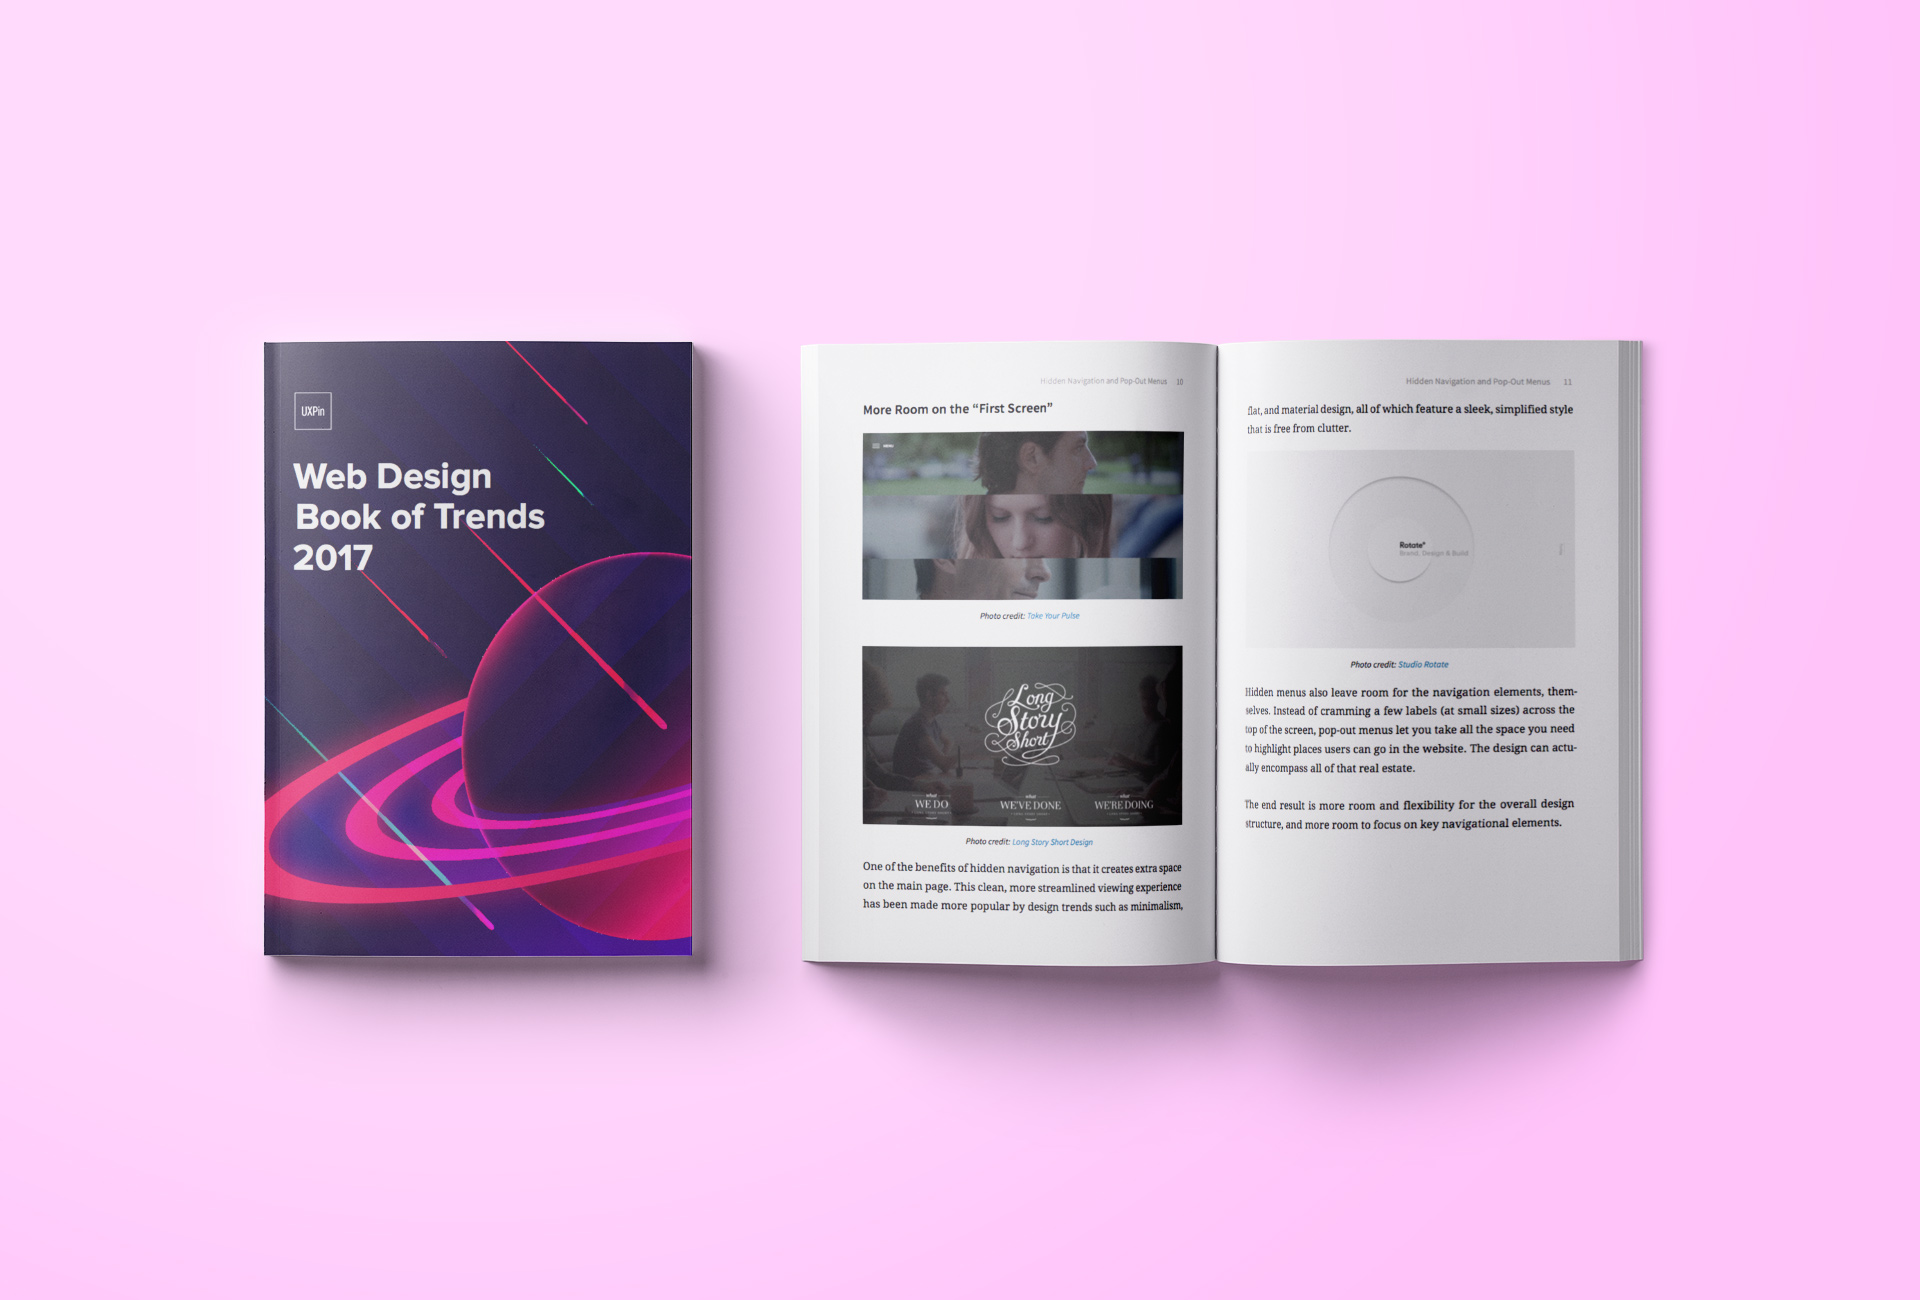 UXPin
Web Design
Book of Trends
2017
Hidden Navigation and Pop-Out Menus 10
More Room on the “First Screen”
MENU
Photo credit: Take Your Pulse
Long
Story
Short
what
WE DO
what
WE'VE DONE
what
WE'RE DOING
Photo credit: Long Story Short Design
One of the benefits of hidden navigation is that it creates extra space
on the main page. This clean, more streamlined viewing experience
has been made more popular by design trends such as minimalism,
Hidden Navigation and Pop-Out Menus 11
flat, and material design, all of which feature a sleek, simplified style
that is free from clutter.
Rotate°
Brand, Design & Build
Photo credit: Studio Rotate
Hidden menus also leave room for the navigation elements, them-
selves. Instead of cramming a few labels (at small sizes) across the
top of the screen, pop-out menus let you take all the space you need
to highlight places users can go in the website. The design can actu-
ally encompass all of that real estate.
The end result is more room and flexibility for the overall design
structure, and more room to focus on key navigational elements.